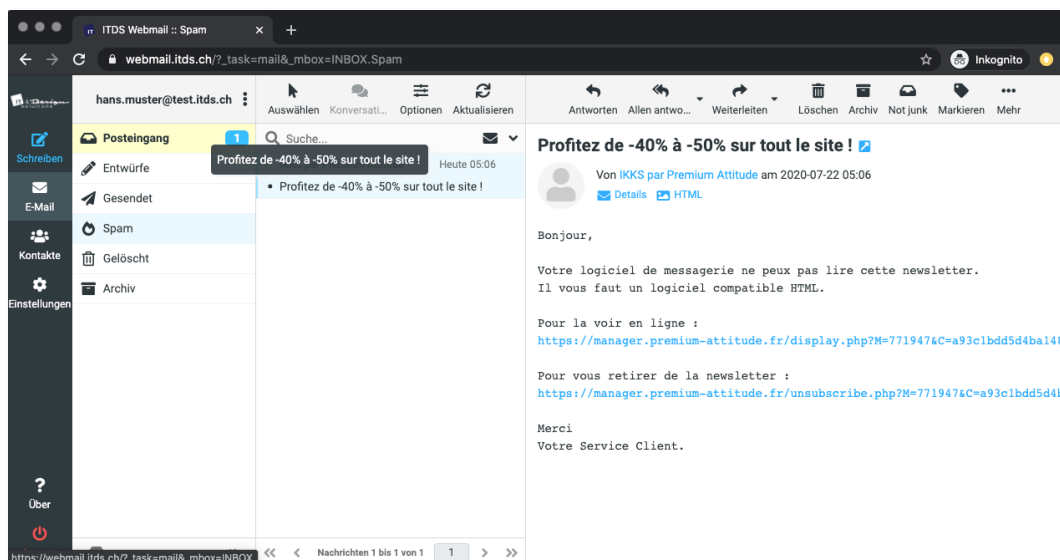 ITDS Webmail :: Spam
webmail.itds.ch/?_task=mail&_mbox=INBOX.Spam
Inkognito
hans.muster@test.itds.ch
Auswählen
Konversati...
Optionen
Aktualisieren
Antworten
Allen antwo...
Weiterleiten
Löschen
Archiv
Not junk
Markieren
Mehr
Schreiben
E-Mail
Kontakte
Einstellungen
Über
Posteingang
1
Entwürfe
Gesendet
Spam
Gelöscht
Archiv
Suche...
Profitez de -40% à -50% sur tout le site !
Heute 05:06
• Profitez de -40% à -50% sur tout le site !
Nachrichten 1 bis 1 von 1
1
Profitez de -40% à -50% sur tout le site !
Von IKKS par Premium Attitude am 2020-07-22 05:06
Details HTML
Bonjour,
Votre logiciel de messagerie ne peux pas lire cette newsletter.
Il vous faut un logiciel compatible HTML.
Pour la voir en ligne :
https://manager.premium-attitude.fr/display.php?M=771947&C=a93c1bdd5d4ba148
Pour vous retirer de la newsletter :
https://manager.premium-attitude.fr/unsubscribe.php?M=771947&C=a93c1bdd5d4b
Merci
Votre Service Client.
https://webmail.itds.ch/?_task=mail&_mbox=INBOX